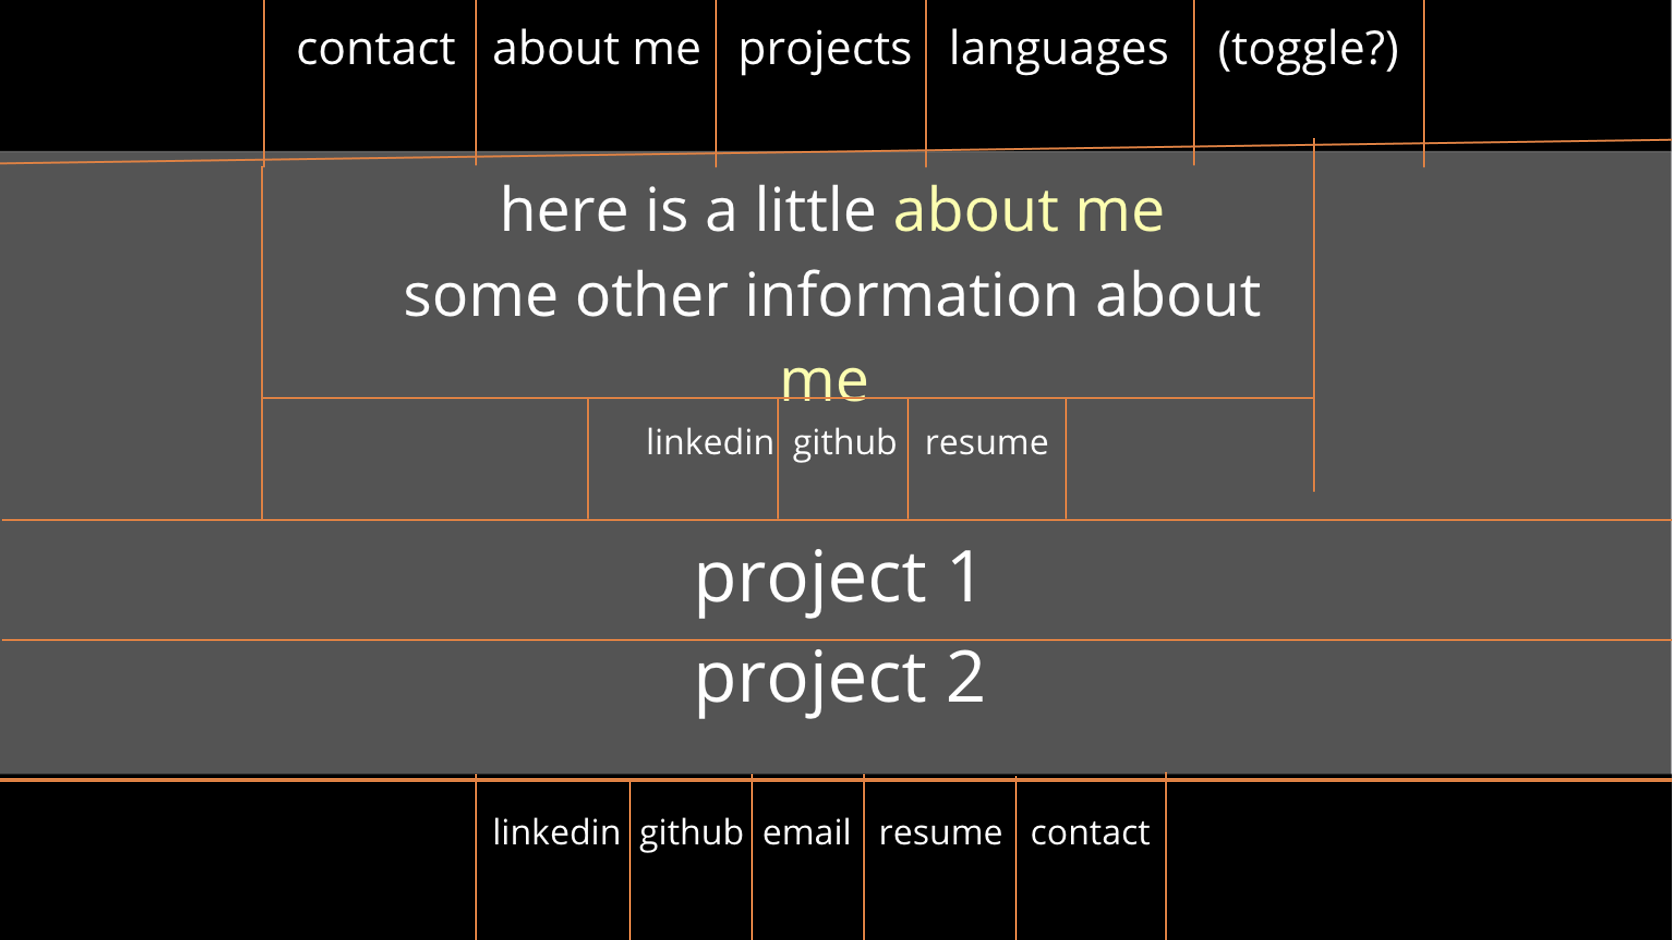 contact about me projects languages (toggle?)
here is a little about me
some other information about
me
linkedin github resume
project 1
project 2
linkedin github email resume contact